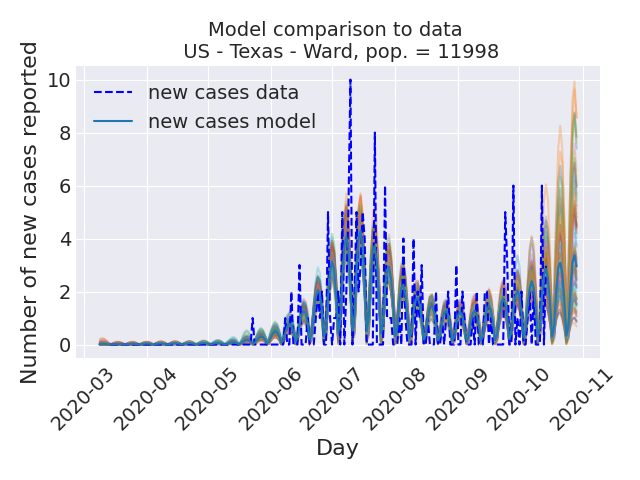 Model comparison to data
US - Texas - Ward, pop. = 11998
Number of new cases reported
10
8
6
4
2
0
new cases data
new cases model
2020-03
2020-04
2020-05
2020-06
2020-07
2020-08
2020-09
2020-10
2020-11
Day